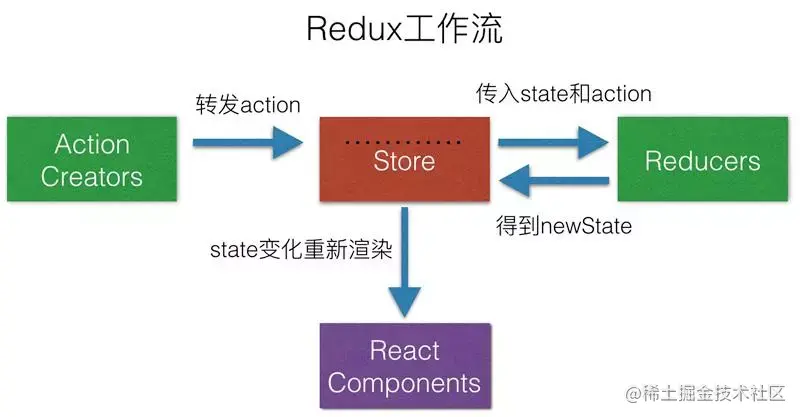 Redux工作流
转发action
传入state和action
Action
Creators
Store
Reducers
得到newState
state变化重新渲染
React
Components
@稀土掘金技术社区